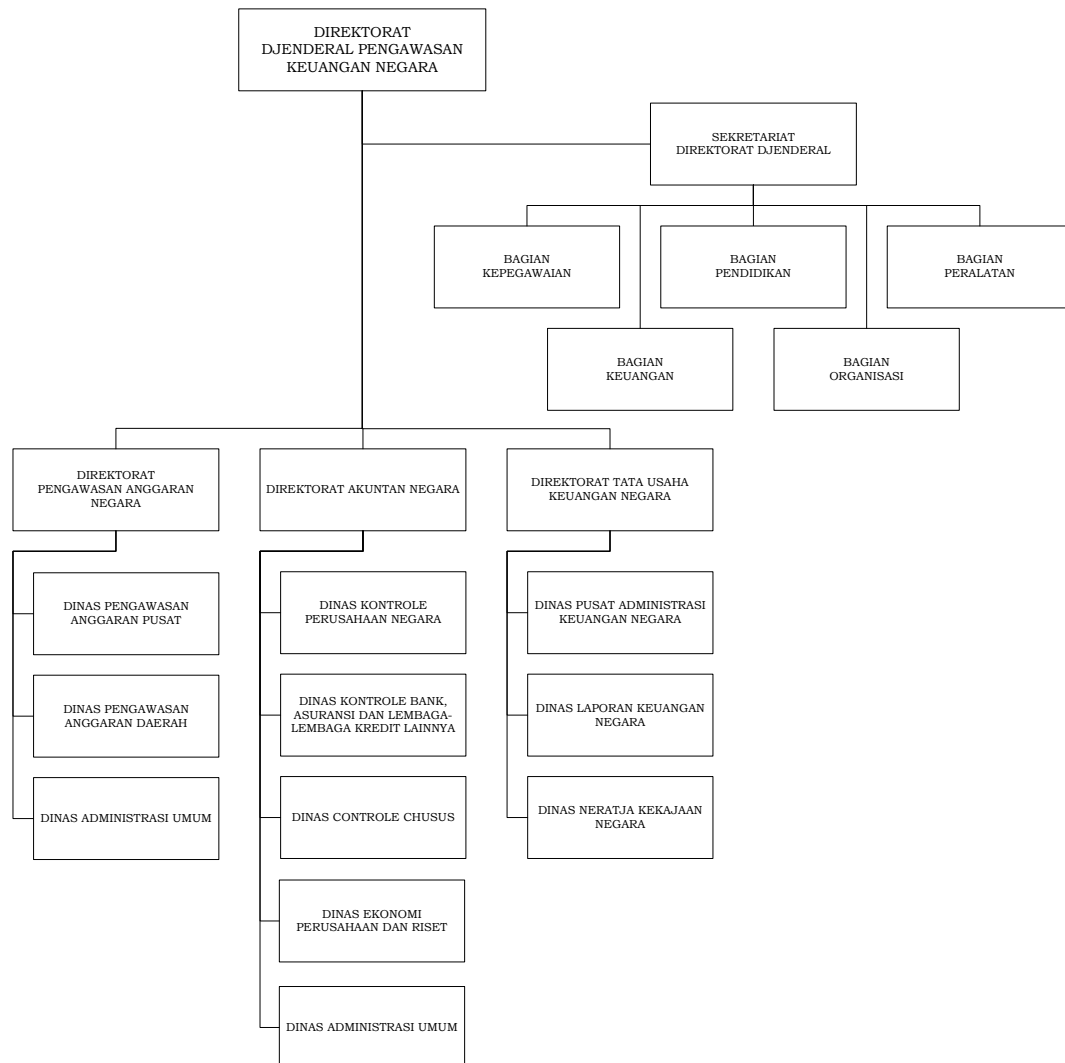 DIREKTORAT
DJENDERAL PENGAWASAN
KEUANGAN NEGARA
SEKRETARIAT
DIREKTORAT DJENDERAL
BAGIAN
KEPEGAWAIAN
BAGIAN
PENDIDIKAN
BAGIAN
PERALATAN
BAGIAN
KEUANGAN
BAGIAN
ORGANISASI
DIREKTORAT
PENGAWASAN ANGGARAN
NEGARA
DIREKTORAT AKUNTAN NEGARA
DIREKTORAT TATA USAHA
KEUANGAN NEGARA
DINAS PENGAWASAN
ANGGARAN PUSAT
DINAS PENGAWASAN
ANGGARAN DAERAH
DINAS ADMINISTRASI UMUM
DINAS KONTROLE
PERUSAHAAN NEGARA
DINAS KONTROLE BANK,
ASURANSI DAN LEMBAGA-
LEMBAGA KREDIT LAINNYA
DINAS CONTROLE CHUSUS
DINAS EKONOMI
PERUSAHAAN DAN RISET
DINAS ADMINISTRASI UMUM
DINAS PUSAT ADMINISTRASI
KEUANGAN NEGARA
DINAS LAPORAN KEUANGAN
NEGARA
DINAS NERATJA KEKAJAAN
NEGARA